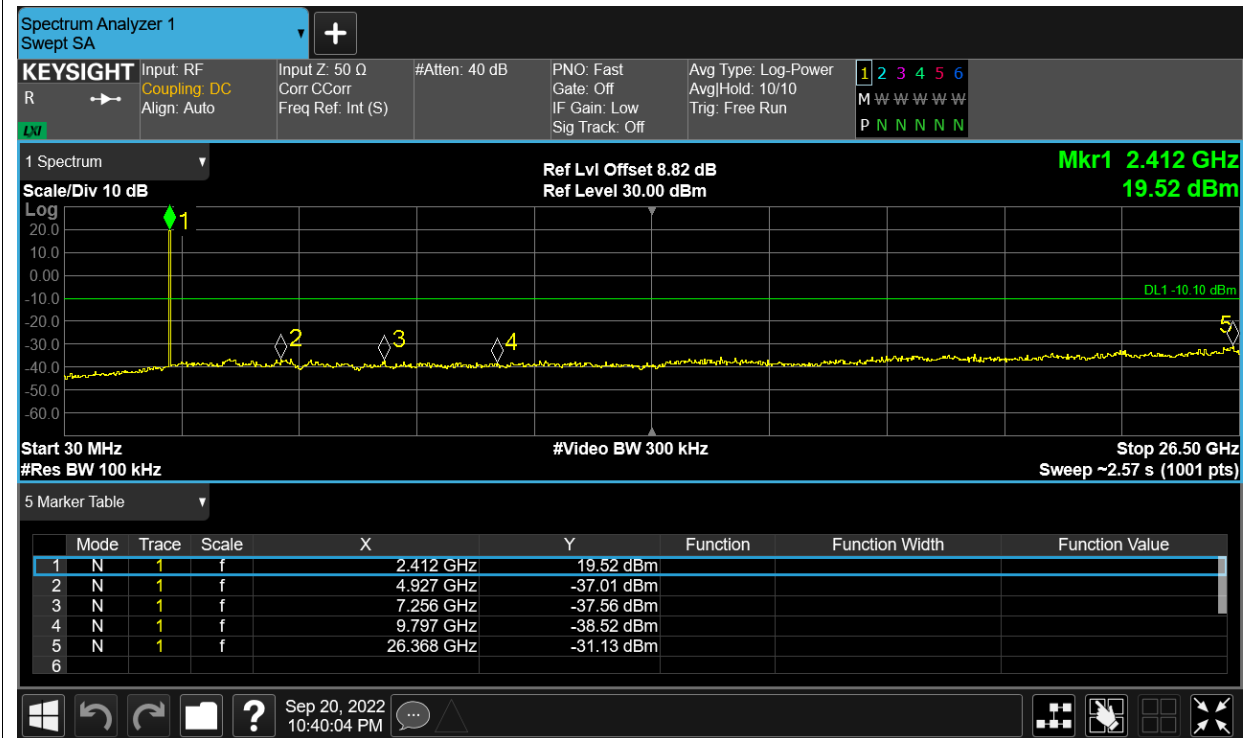 Spectrum Analyzer 1
Swept SA
KEYSIGHT
R
LXI
Input: RF
Coupling: DC
Align: Auto
Input Z: 50 Ω
Corr CCorr
Freq Ref: Int (S)
#Atten: 40 dB
PNO: Fast
Gate: Off
IF Gain: Low
Sig Track: Off
Avg Type: Log-Power
Avg|Hold: 10/10
Trig: Free Run
1 2 3 4 5 6
M W W W W W
P N N N N N
1 Spectrum
Scale/Div 10 dB
Ref Lvl Offset 8.82 dB
Ref Level 30.00 dBm
Mkr1 2.412 GHz
19.52 dBm
Log
20.0
10.0
0.00
-10.0
-20.0
-30.0
-40.0
-50.0
-60.0
1
2
3
4
5
DL1 -10.10 dBm
Start 30 MHz
#Res BW 100 kHz
#Video BW 300 kHz
Stop 26.50 GHz
Sweep ~2.57 s (1001 pts)
5 Marker Table
Mode Trace Scale X Y Function Function Width Function Value
1 N 1 f 2.412 GHz 19.52 dBm
2 N 1 f 4.927 GHz -37.01 dBm
3 N 1 f 7.256 GHz -37.56 dBm
4 N 1 f 9.797 GHz -38.52 dBm
5 N 1 f 26.368 GHz -31.13 dBm
6
?
Sep 20, 2022
10:40:04 PM